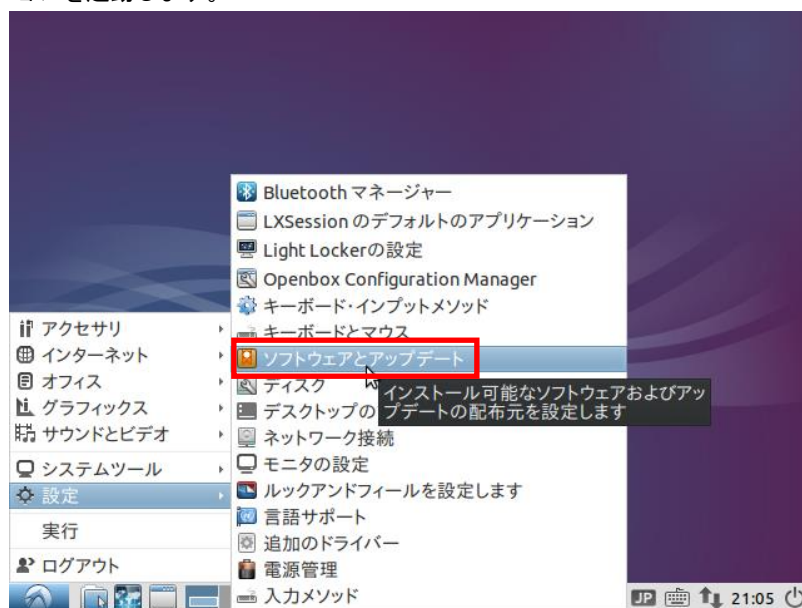 Bluetooth マネージャー
LXSession のデフォルトのアプリケーション
Light Lockerの設定
Openbox Configuration Manager
キーボード・インプットメソッド
キーボードとマウス
ソフトウェアとアップデート
ディスク
インストール可能なソフトウェアおよびアッ
プデートの配布元を設定します
デスクトップの
ネットワーク接続
モニタの設定
ルックアンドフィールを設定します
言語サポート
追加のドライバー
電源管理
入力メソッド
アクセサリ
インターネット
オフィス
グラフィックス
サウンドとビデオ
システムツール
設定
実行
ログアウト
JP 21:05